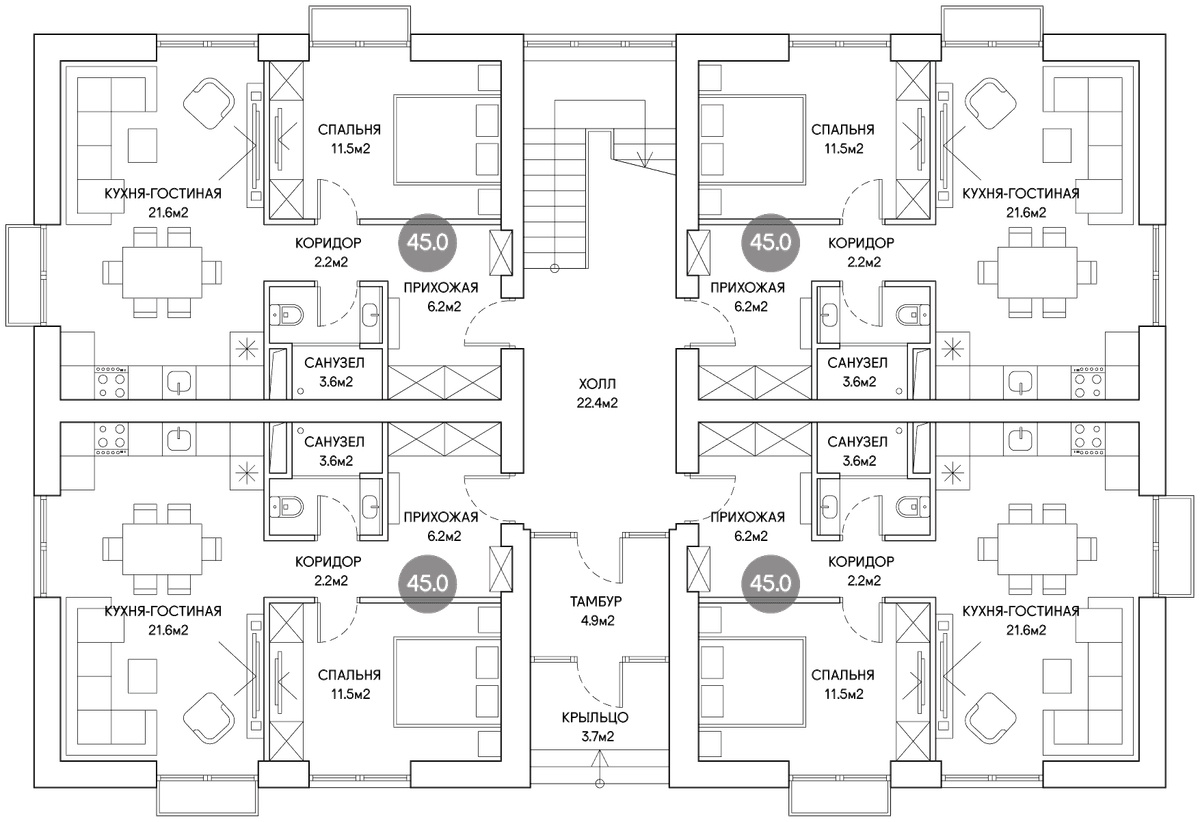 СПАЛЬНЯ
11.5м2
КУХНЯ-ГОСТИНАЯ
21.6м2
КОРИДОР
2.2м2
45.0
ПРИХОЖАЯ
6.2м2
САНУЗЕЛ
3.6м2
СПАЛЬНЯ
11.5м2
КУХНЯ-ГОСТИНАЯ
21.6м2
45.0
КОРИДОР
2.2м2
ПРИХОЖАЯ
6.2м2
САНУЗЕЛ
3.6м2
ХОЛЛ
22.4м2
САНУЗЕЛ
3.6м2
ПРИХОЖАЯ
6.2м2
КОРИДОР
2.2м2
45.0
КУХНЯ-ГОСТИНАЯ
21.6м2
СПАЛЬНЯ
11.5м2
ТАМБУР
4.9м2
КРЫЛЬЦО
3.7м2
САНУЗЕЛ
3.6м2
ПРИХОЖАЯ
6.2м2
КОРИДОР
2.2м2
45.0
КУХНЯ-ГОСТИНАЯ
21.6м2
СПАЛЬНЯ
11.5м2